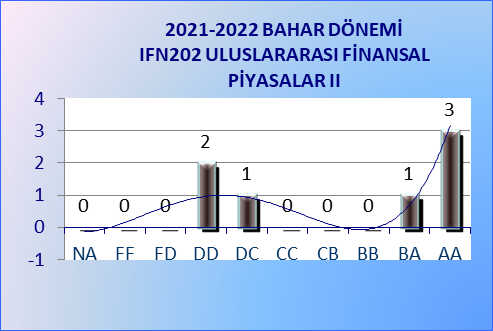 2021-2022 BAHAR DÖNEMİ
IFN202 ULUSLARARASI FİNANSAL
PİYASALAR II
4
3
2
1
0
-1
0 0 0 2 1 0 0 0 1 3
NA FF FD DD DC CC CB BB BA AA